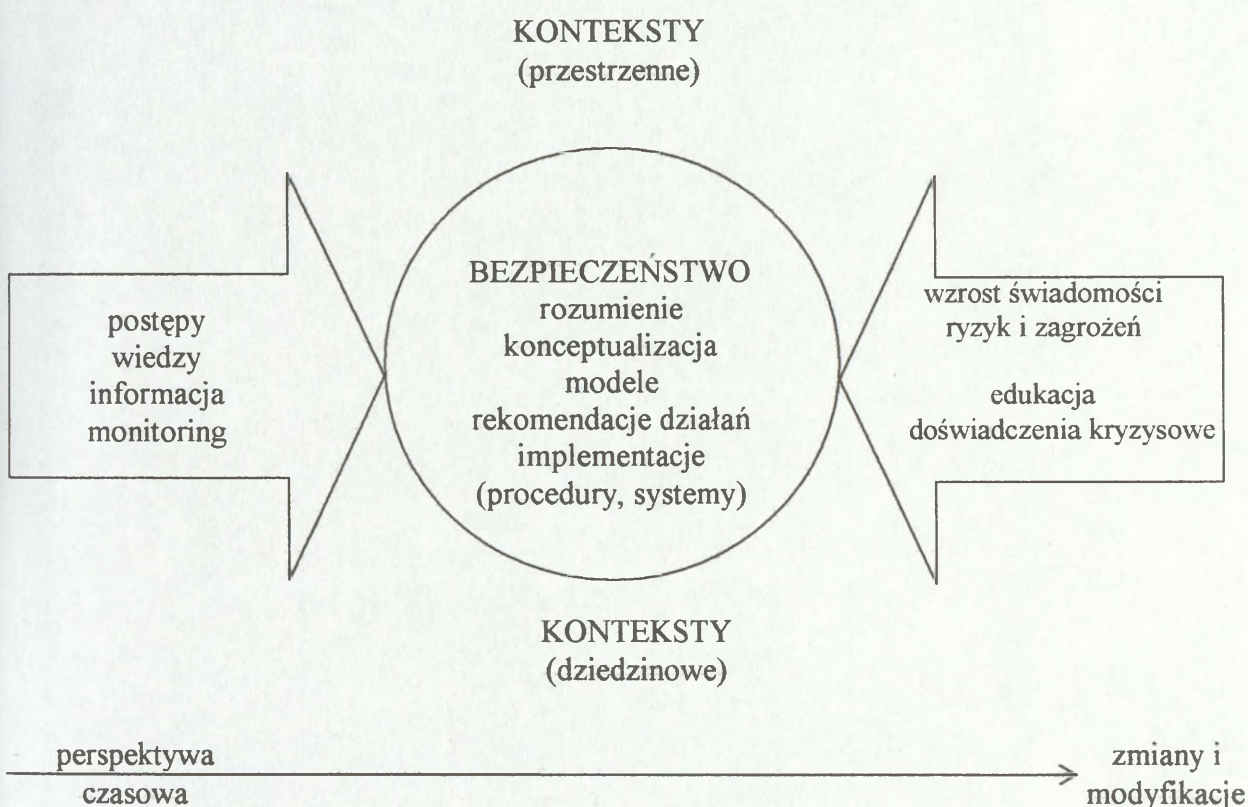 KONTEKSTY
(przestrzenne)
postępy
wiedzy
informacja
monitoring
BEZPIECZEŃSTWO
rozumienie
konceptualizacja
modele
rekomendacje działań
implementacje
(procedury, systemy)
wzrost świadomości
ryzyk i zagrożeń
edukacja
doświadczenia kryzysowe
KONTEKSTY
(dziedzinowe)
perspektywa
czasowa
zmiany i
modyfikacje